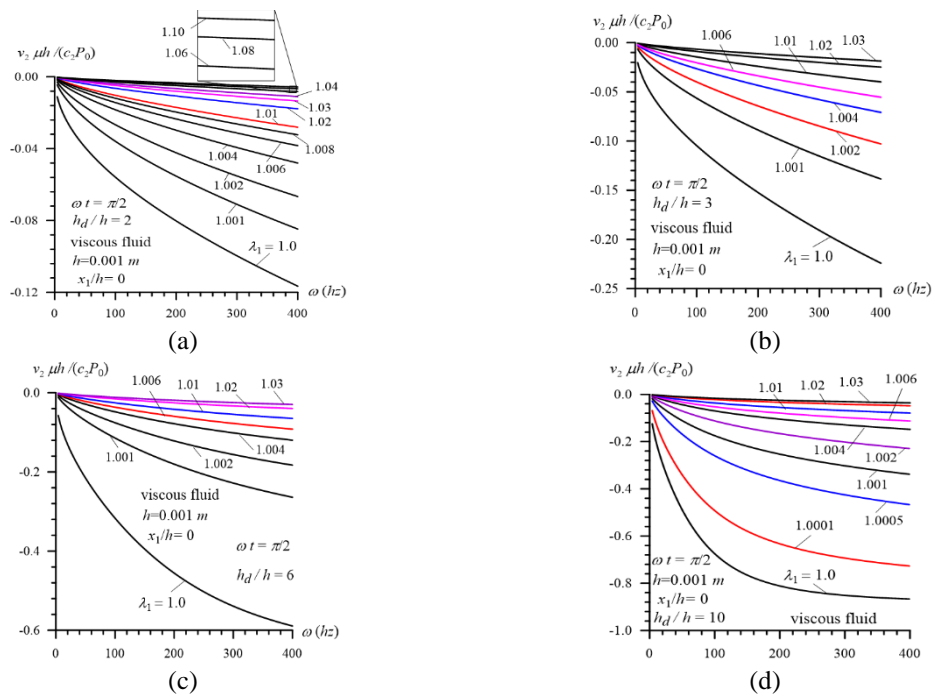 1.10
1.08
1.06
v₂ μh /(c₂P₀)
0.00
-0.04
-0.08
-0.12
1.04
1.03
1.02
1.01
1.008
1.006
1.004
1.002
1.001
λ₁ = 1.0
ω t = π/2
h_d / h = 2
viscous fluid
h=0.001 m
x₁/h= 0
ω (hz)
0 100 200 300 400
(a)
v₂ μh /(c₂P₀)
0.00
-0.05
-0.10
-0.15
-0.20
-0.25
1.006
1.01
1.02
1.03
1.004
1.002
1.001
λ₁ = 1.0
ω t = π/2
h_d / h = 3
viscous fluid
h=0.001 m
x₁/h= 0
ω (hz)
0 100 200 300 400
(b)
v₂ μh /(c₂P₀)
0.0
-0.2
-0.4
-0.6
1.006
1.01
1.02
1.03
1.004
1.002
1.001
viscous fluid
h=0.001 m
x₁/h= 0
ω t = π/2
h_d / h = 6
λ₁ = 1.0
ω (hz)
0 100 200 300 400
(c)
v₂ μh /(c₂P₀)
0.0
-0.2
-0.4
-0.6
-0.8
-1.0
1.01
1.02
1.03
1.006
1.004
1.002
1.001
1.0005
1.0001
λ₁ = 1.0
ω t = π/2
h=0.001 m
x₁/h= 0
h_d / h = 10
viscous fluid
0 100 200 300 400
(d)